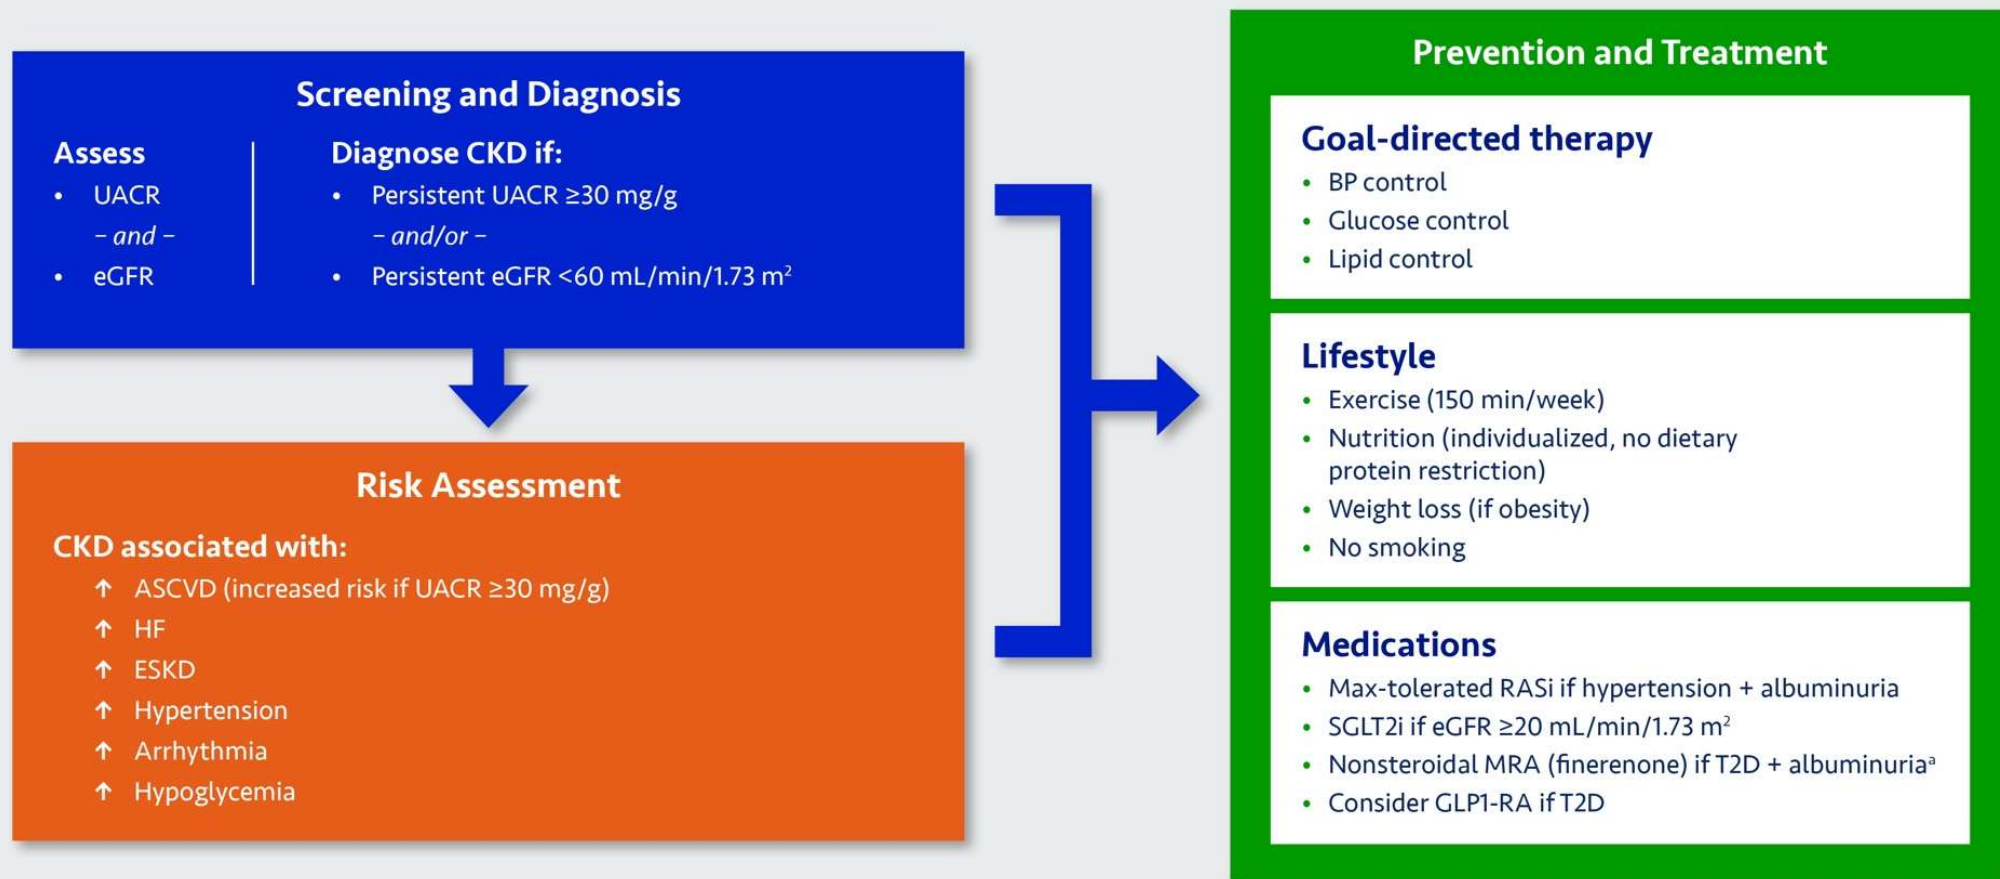 Screening and Diagnosis
Assess
• UACR
– and –
• eGFR
Diagnose CKD if:
• Persistent UACR ≥30 mg/g
– and/or –
• Persistent eGFR <60 mL/min/1.73 m²
Risk Assessment
CKD associated with:
↑ ASCVD (increased risk if UACR ≥30 mg/g)
↑ HF
↑ ESKD
↑ Hypertension
↑ Arrhythmia
↑ Hypoglycemia
Prevention and Treatment
Goal-directed therapy
• BP control
• Glucose control
• Lipid control
Lifestyle
• Exercise (150 min/week)
• Nutrition (individualized, no dietary
protein restriction)
• Weight loss (if obesity)
• No smoking
Medications
• Max-tolerated RASi if hypertension + albuminuria
• SGLT2i if eGFR ≥20 mL/min/1.73 m²
• Nonsteroidal MRA (finerenone) if T2D + albuminuriaᵃ
• Consider GLP1-RA if T2D